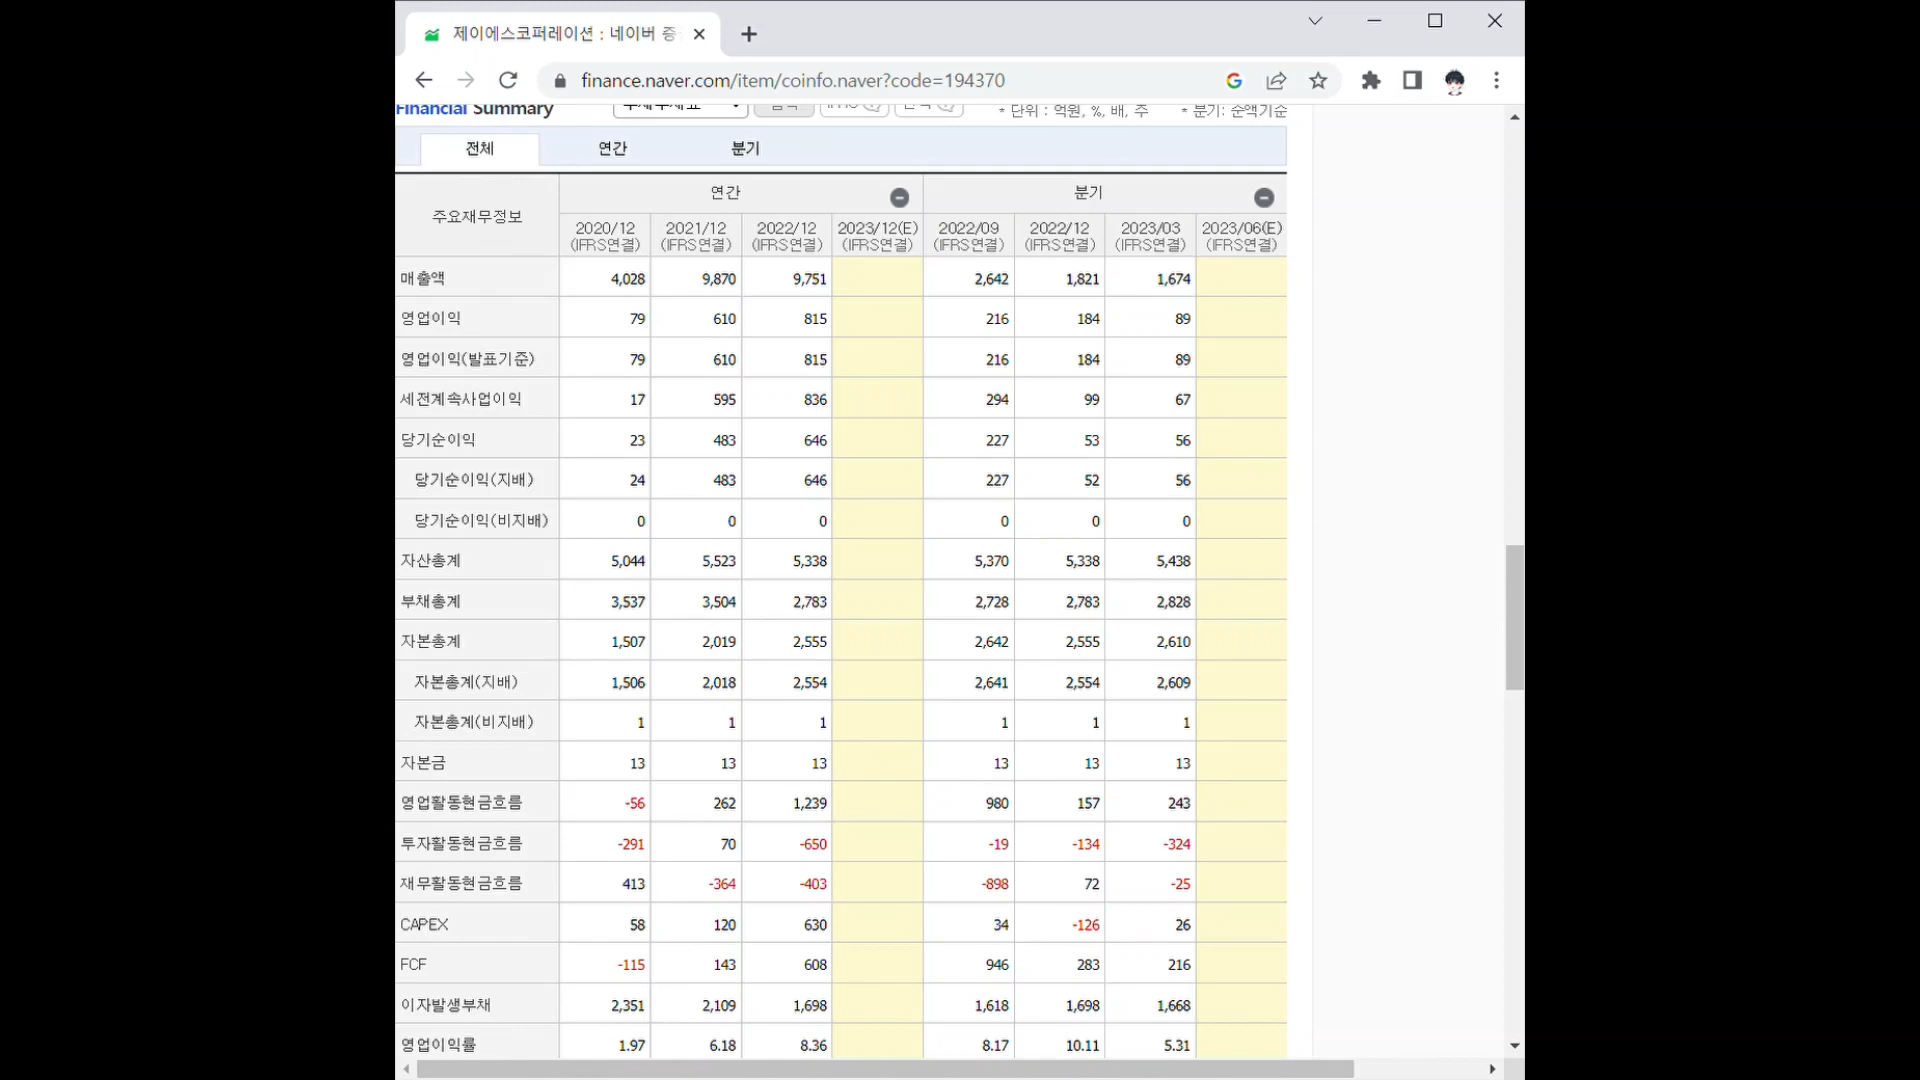 제이에스코퍼레이션 : 네이버 증
finance.naver.com/item/coinfo.naver?code=194370
Financial Summary * 단위 : 억원, %, 배, 주 * 분기: 순액기준
전체 연간 분기
주요재무정보 연간 분기
2020/12 2021/12 2022/12 2023/12(E) 2022/09 2022/12 2023/03 2023/06(E)
(IFRS연결) (IFRS연결) (IFRS연결) (IFRS연결) (IFRS연결) (IFRS연결) (IFRS연결) (IFRS연결)
매출액 4,028 9,870 9,751 2,642 1,821 1,674
영업이익 79 610 815 216 184 89
영업이익(발표기준) 79 610 815 216 184 89
세전계속사업이익 17 595 836 294 99 67
당기순이익 23 483 646 227 53 56
당기순이익(지배) 24 483 646 227 52 56
당기순이익(비지배) 0 0 0 0 0 0
자산총계 5,044 5,523 5,338 5,370 5,338 5,438
부채총계 3,537 3,504 2,783 2,728 2,783 2,828
자본총계 1,507 2,019 2,555 2,642 2,555 2,610
자본총계(지배) 1,506 2,018 2,554 2,641 2,554 2,609
자본총계(비지배) 1 1 1 1 1 1
자본금 13 13 13 13 13 13
영업활동현금흐름 -56 262 1,239 980 157 243
투자활동현금흐름 -291 70 -650 -19 -134 -324
재무활동현금흐름 413 -364 -403 -898 72 -25
CAPEX 58 120 630 34 -126 26
FCF -115 143 608 946 283 216
이자발생부채 2,351 2,109 1,698 1,618 1,698 1,668
영업이익률 1.97 6.18 8.36 8.17 10.11 5.31